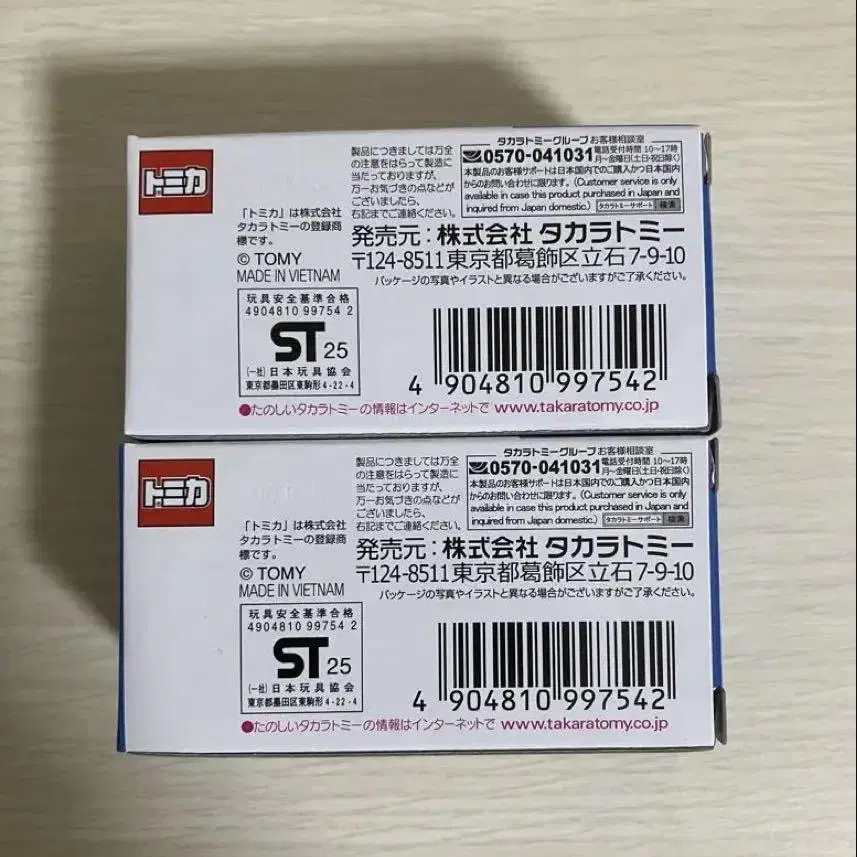 トミカ
「トミカ」は株式会社
タカラトミーの登録商
標です。
© TOMY
MADE IN VIETNAM
製品につきましては万全
の注意をはらって製造に
当たっておりますが、
万一お気づきの点などが
ございましたら、
右記までご連絡ください。
タカラトミーグループお客様相談室
0570-041031 電話受付時間 10〜17時
月〜金曜日(土日・祝日除く)
本製品のお客様サポートは日本国内でのご購入かつ日本国内
からのお問い合わせに限ります。(Customer service is only
available in case this product purchased in Japan and
inquired from Japan domestic.) タカラトミーサポート 検索
発売元:株式会社 タカラトミー
〒124-8511東京都葛飾区立石7-9-10
パッケージの写真やイラストと異なる場合がございますがご了承ください。
玩具安全基準合格
4904810 99754 2
ST 25
(一社)日本玩具協会
東京都墨田区東駒形4-22-4
4 904810 997542
●たのしいタカラトミーの情報はインターネットで www.takaratomy.co.jp
トミカ
「トミカ」は株式会社
タカラトミーの登録商
標です。
© TOMY
MADE IN VIETNAM
製品につきましては万全
の注意をはらって製造に
当たっておりますが、
万一お気づきの点などが
ございましたら、
右記までご連絡ください。
タカラトミーグループお客様相談室
0570-041031 電話受付時間 10〜17時
月〜金曜日(土日・祝日除く)
本製品のお客様サポートは日本国内でのご購入かつ日本国内
からのお問い合わせに限ります。(Customer service is only
available in case this product purchased in Japan and
inquired from Japan domestic.) タカラトミーサポート 検索
発売元:株式会社 タカラトミー
〒124-8511東京都葛飾区立石7-9-10
パッケージの写真やイラストと異なる場合がございますがご了承ください。
玩具安全基準合格
4904810 99754 2
ST 25
(一社)日本玩具協会
東京都墨田区東駒形4-22-4
4 904810 997542
●たのしいタカラトミーの情報はインターネットで www.takaratomy.co.jp